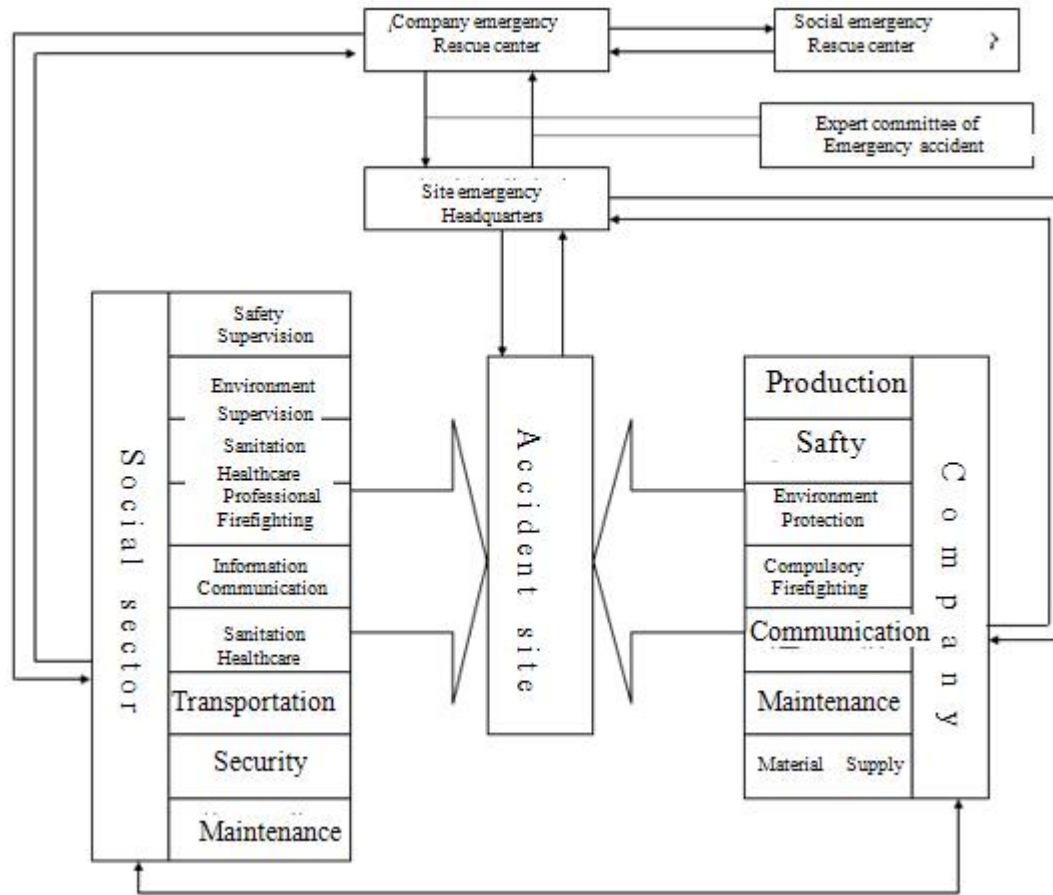 Company emergency
Rescue center
Social emergency
Rescue center
Expert committee of
Emergency accident
Site emergency
Headquarters
Social sector
Safety
Supervision
Environment
Supervision
Sanitation
Healthcare
Professional
Firefighting
Information
Communication
Sanitation
Healthcare
Transportation
Security
Maintenance
Accident site
Production
Safty
Environment
Protection
Compulsory
Firefighting
Communication
Maintenance
Material Supply
Company